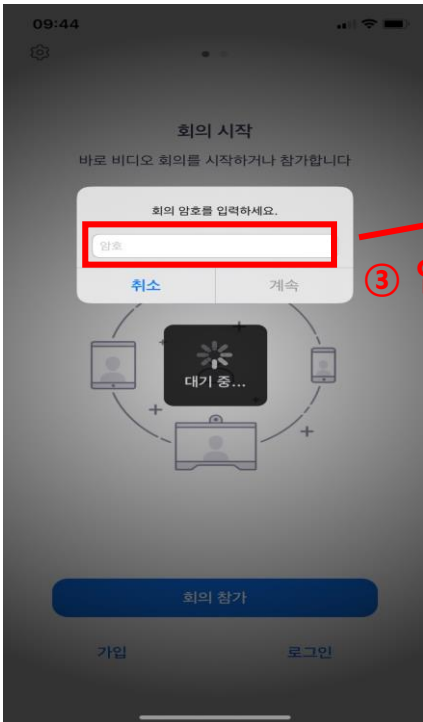 09:44
회의 시작
바로 비디오 회의를 시작하거나 참가합니다
회의 암호를 입력하세요.
암호
취소
계속
③
대기 중...
회의 참가
가입
로그인